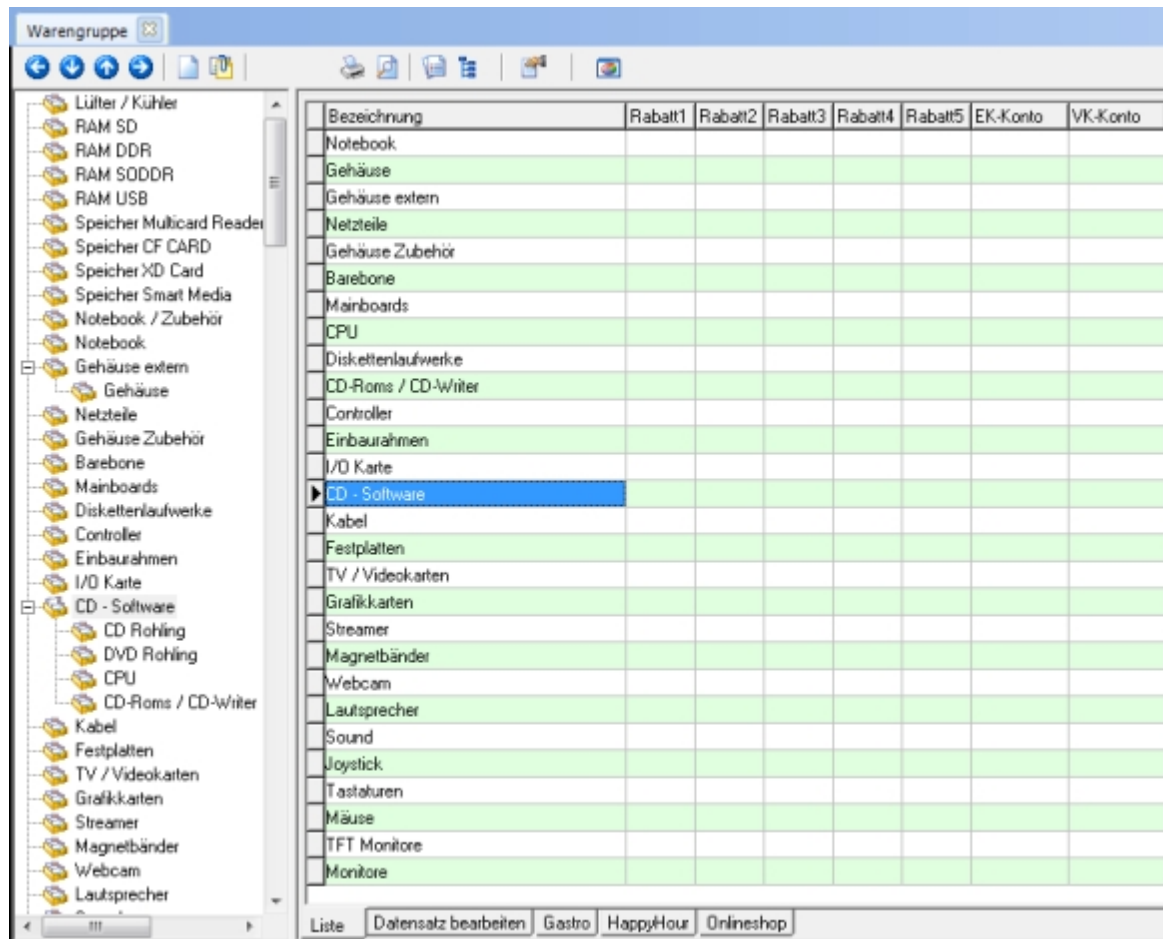 Warengruppe
Lüfter / Kühler
RAM SD
RAM DDR
RAM SODDR
RAM USB
Speicher Multicard Reader
Speicher CF CARD
Speicher XD Card
Speicher Smart Media
Notebook / Zubehör
Notebook
Gehäuse extern
Gehäuse
Netzteile
Gehäuse Zubehör
Barebone
Mainboards
Diskettenlaufwerke
Controller
Einbaurahmen
I/O Karte
CD - Software
CD Rohling
DVD Rohling
CPU
CD-Roms / CD-Writer
Kabel
Festplatten
TV / Videokarten
Grafikkarten
Streamer
Magnetbänder
Webcam
Lautsprecher
Bezeichnung Rabatt1 Rabatt2 Rabatt3 Rabatt4 Rabatt5 EK-Konto VK-Konto
Notebook
Gehäuse
Gehäuse extern
Netzteile
Gehäuse Zubehör
Barebone
Mainboards
CPU
Diskettenlaufwerke
CD-Roms / CD-Writer
Controller
Einbaurahmen
I/O Karte
CD - Software
Kabel
Festplatten
TV / Videokarten
Grafikkarten
Streamer
Magnetbänder
Webcam
Lautsprecher
Sound
Joystick
Tastaturen
Mäuse
TFT Monitore
Monitore
Liste Datensatz bearbeiten Gastro HappyHour Onlineshop